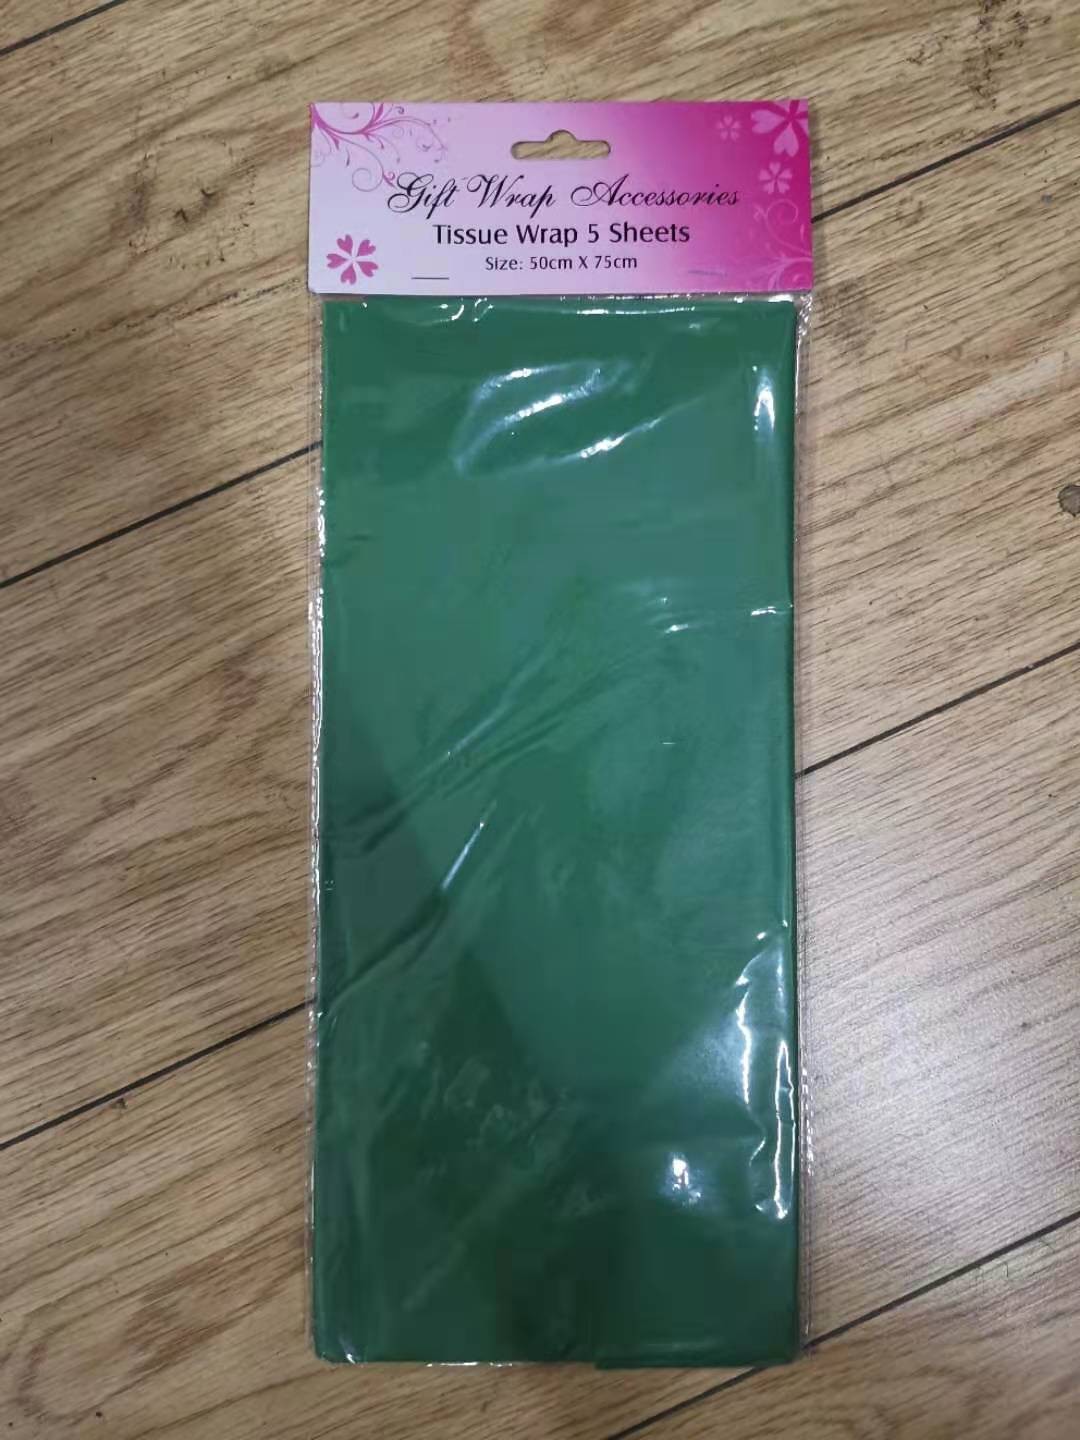 Gift Wrap Accessories
Tissue Wrap 5 Sheets
Size: 50cm X 75cm